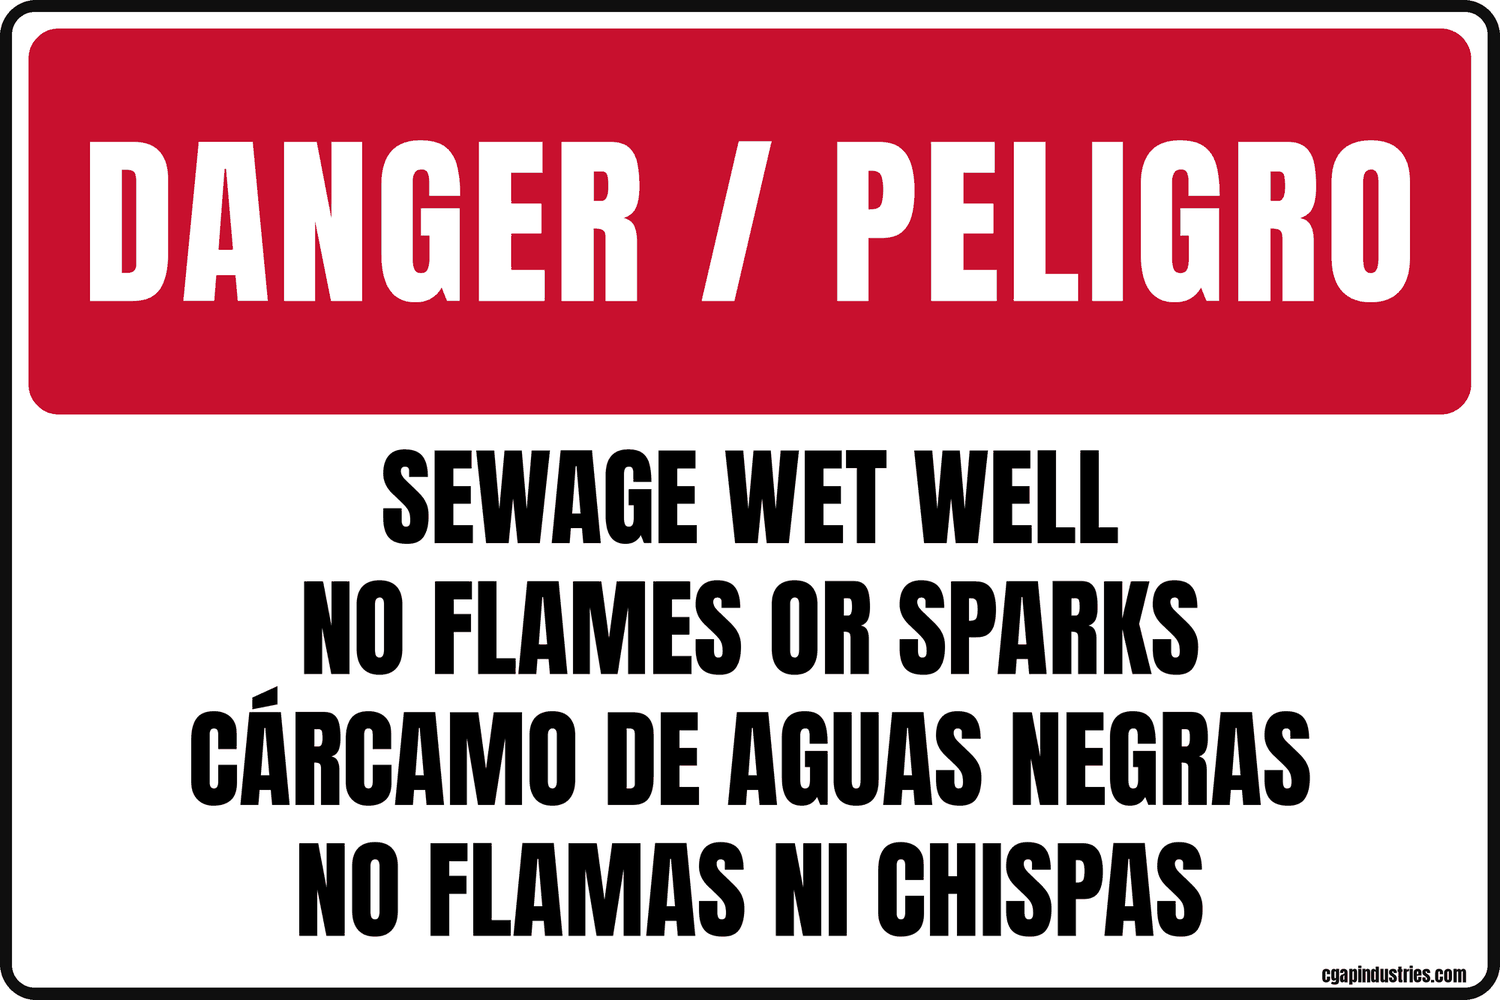 DANGER / PELIGRO
SEWAGE WET WELL
NO FLAMES OR SPARKS
CÁRCAMO DE AGUAS NEGRAS
NO FLAMAS NI CHISPAS
cgapindustries.com